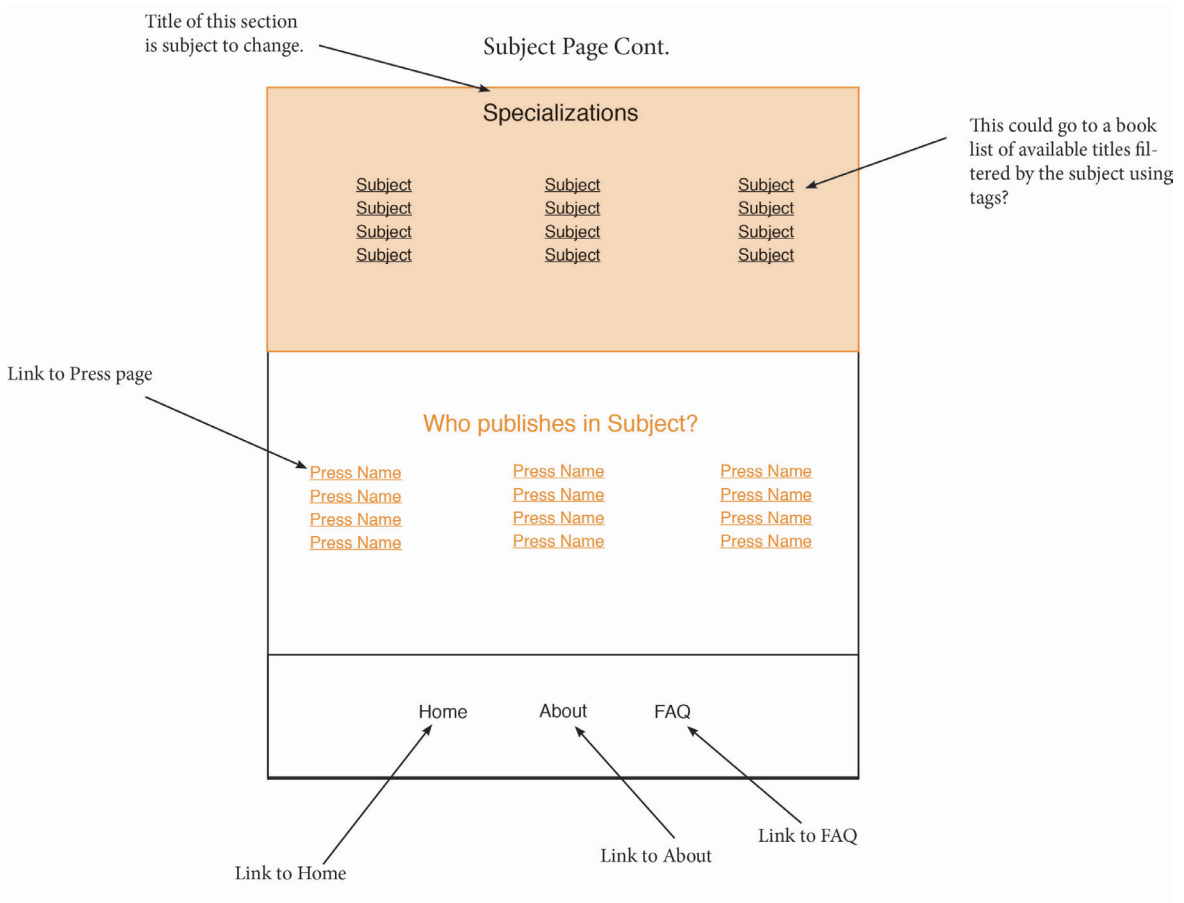 Title of this section
is subject to change.
Subject Page Cont.
Specializations
This could go to a book
list of available titles fil-
tered by the subject using
tags?
Subject Subject Subject
Subject Subject Subject
Subject Subject Subject
Subject Subject Subject
Link to Press page
Who publishes in Subject?
Press Name Press Name Press Name
Press Name Press Name Press Name
Press Name Press Name Press Name
Press Name Press Name Press Name
Home About FAQ
Link to Home
Link to About
Link to FAQ